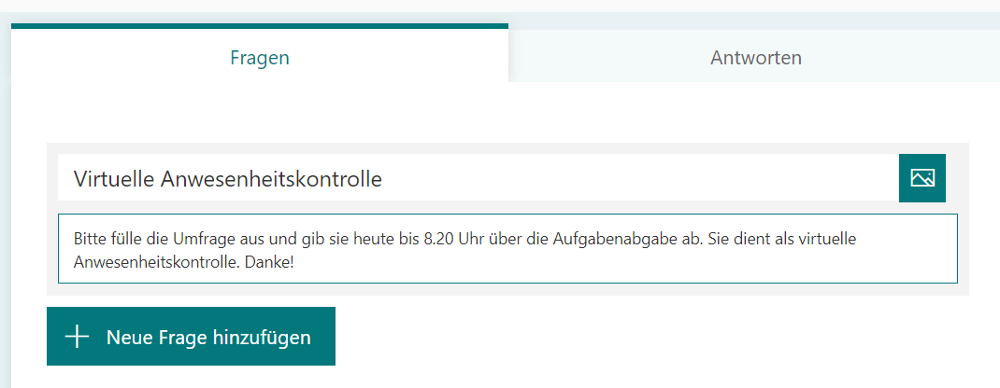 Fragen
Antworten
Virtuelle Anwesenheitskontrolle
Bitte fülle die Umfrage aus und gib sie heute bis 8.20 Uhr über die Aufgabenabgabe ab. Sie dient als virtuelle
Anwesenheitskontrolle. Danke!
Neue Frage hinzufügen